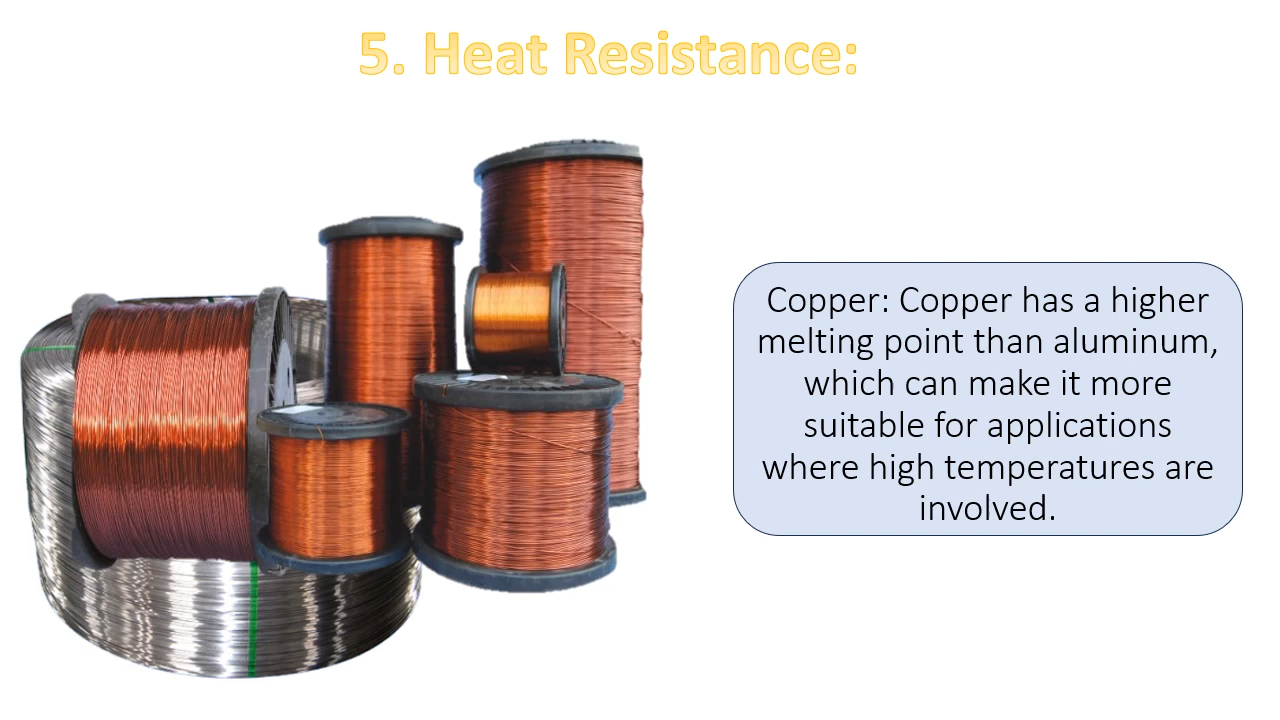 5. Heat Resistance:
Copper: Copper has a higher
melting point than aluminum,
which can make it more
suitable for applications
where high temperatures are
involved.